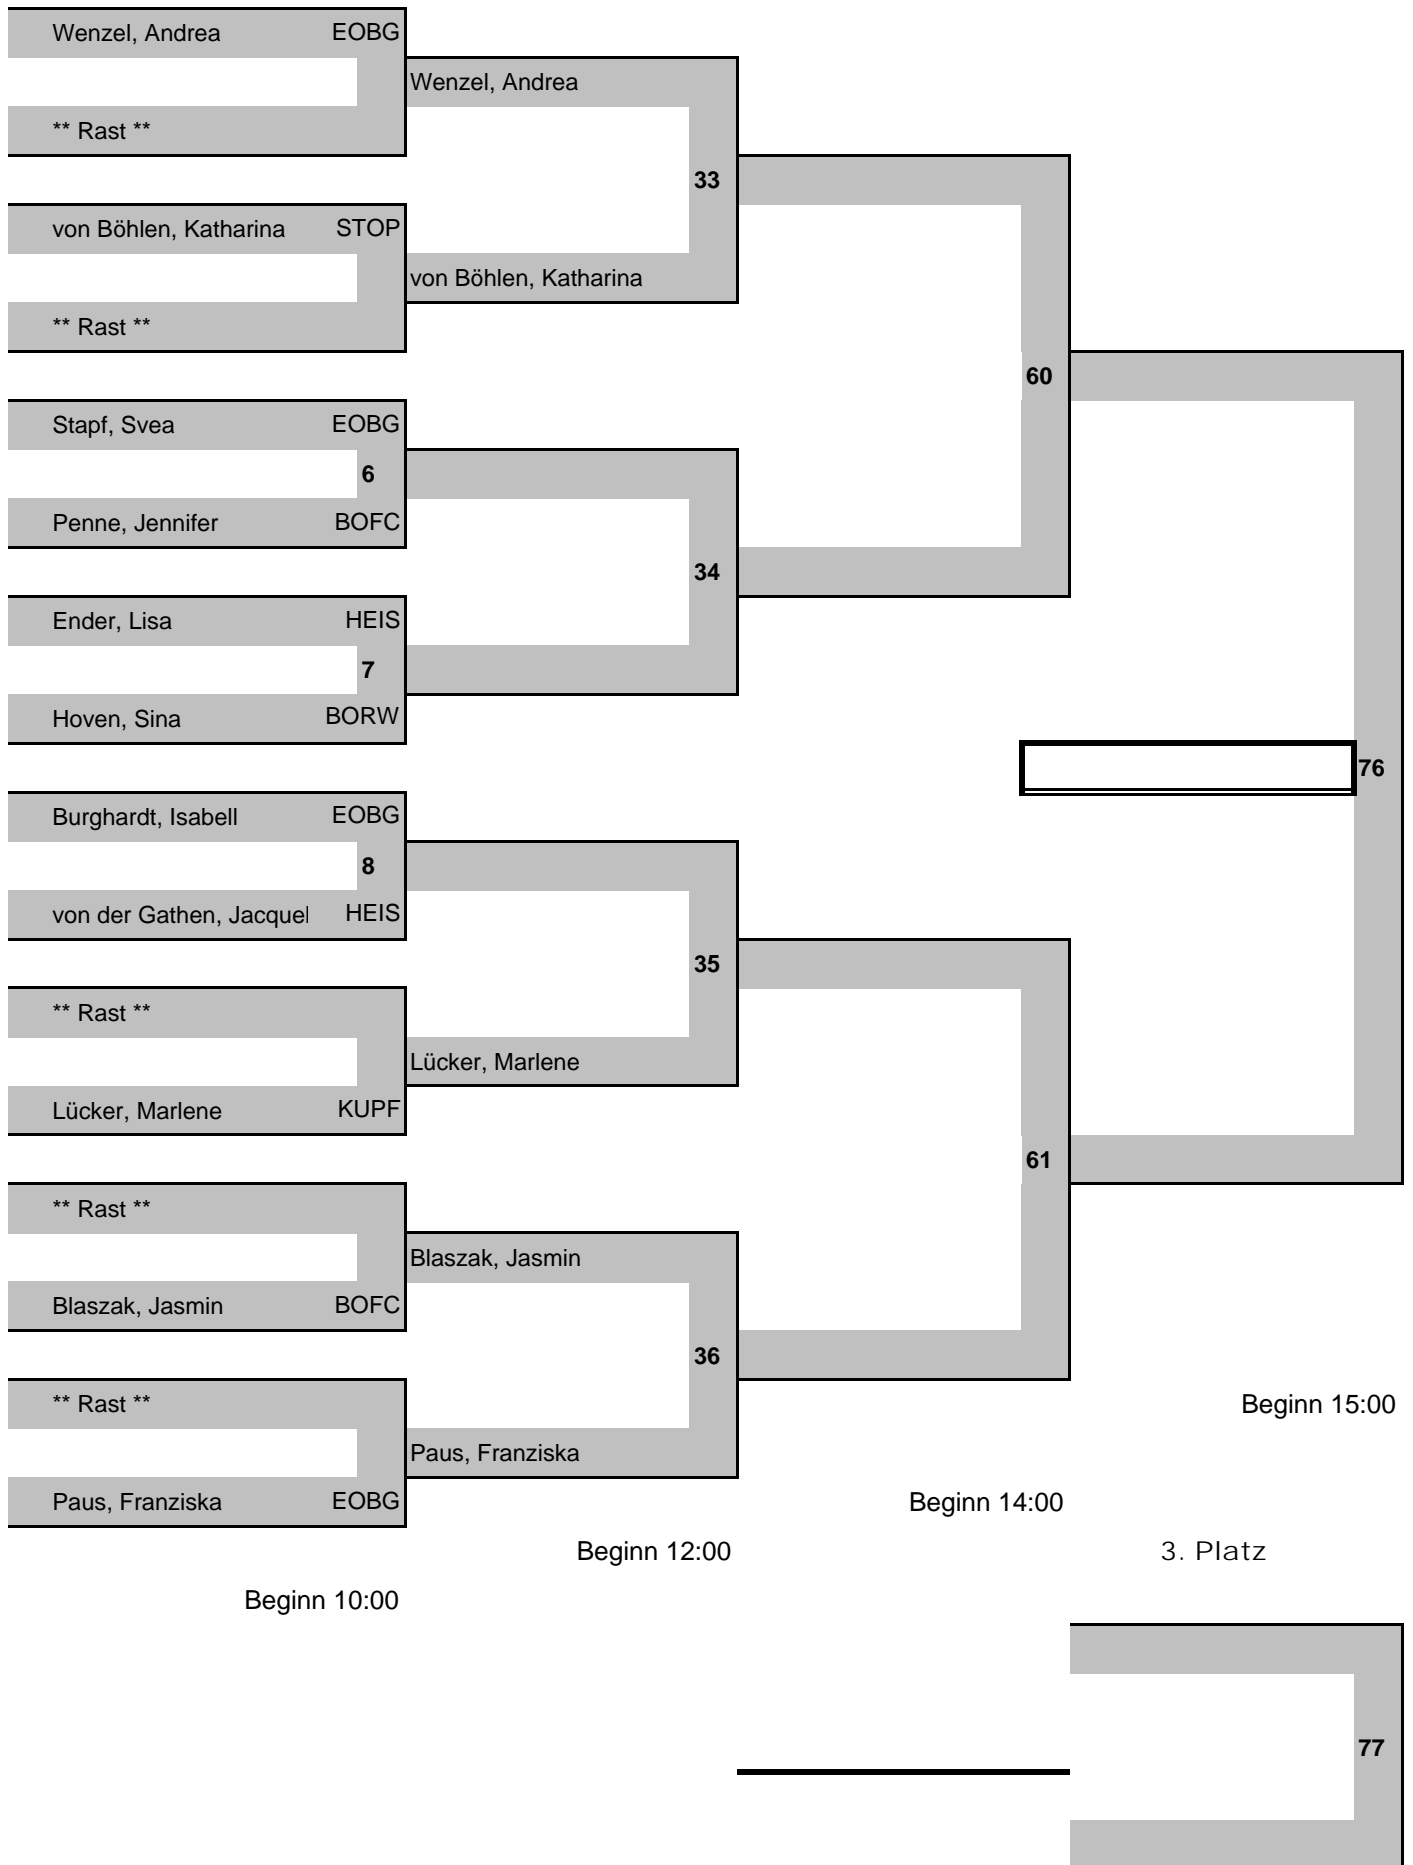 Wenzel, Andrea EOBG
** Rast **
von Böhlen, Katharina STOP
** Rast **
Stapf, Svea EOBG
6
Penne, Jennifer BOFC
Ender, Lisa HEIS
7
Hoven, Sina BORW
Burghardt, Isabell EOBG
8
von der Gathen, Jacquel HEIS
** Rast **
Lücker, Marlene KUPF
** Rast **
Blaszak, Jasmin BOFC
** Rast **
Paus, Franziska EOBG
Beginn 10:00
Wenzel, Andrea
33
von Böhlen, Katharina
34
35
Lücker, Marlene
Blaszak, Jasmin
36
Paus, Franziska
Beginn 12:00
60
61
Beginn 14:00
76
Beginn 15:00
3. Platz
77